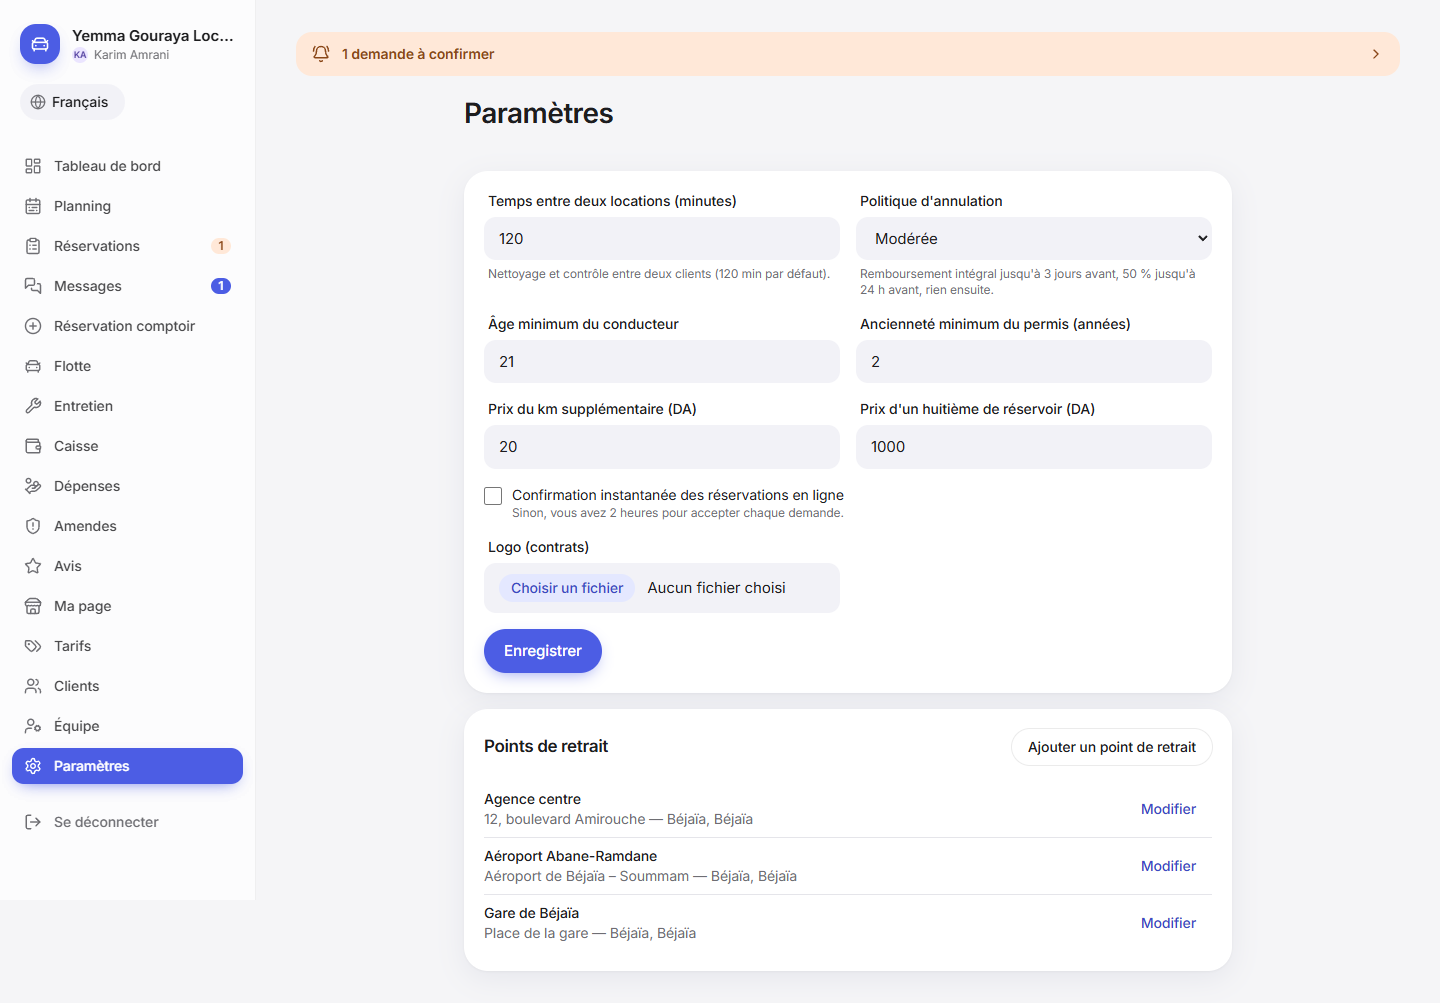 Yemma Gouraya Loc...
KA Karim Amrani
Français
Tableau de bord
Planning
Réservations 1
Messages 1
Réservation comptoir
Flotte
Entretien
Caisse
Dépenses
Amendes
Avis
Ma page
Tarifs
Clients
Équipe
Paramètres
Se déconnecter
1 demande à confirmer
Paramètres
Temps entre deux locations (minutes)
120
Nettoyage et contrôle entre deux clients (120 min par défaut).
Politique d'annulation
Modérée
Remboursement intégral jusqu'à 3 jours avant, 50 % jusqu'à
24 h avant, rien ensuite.
Âge minimum du conducteur
21
Ancienneté minimum du permis (années)
2
Prix du km supplémentaire (DA)
20
Prix d'un huitième de réservoir (DA)
1000
Confirmation instantanée des réservations en ligne
Sinon, vous avez 2 heures pour accepter chaque demande.
Logo (contrats)
Choisir un fichier Aucun fichier choisi
Enregistrer
Points de retrait
Ajouter un point de retrait
Agence centre
12, boulevard Amirouche — Béjaïa, Béjaïa
Modifier
Aéroport Abane-Ramdane
Aéroport de Béjaïa – Soummam — Béjaïa, Béjaïa
Modifier
Gare de Béjaïa
Place de la gare — Béjaïa, Béjaïa
Modifier